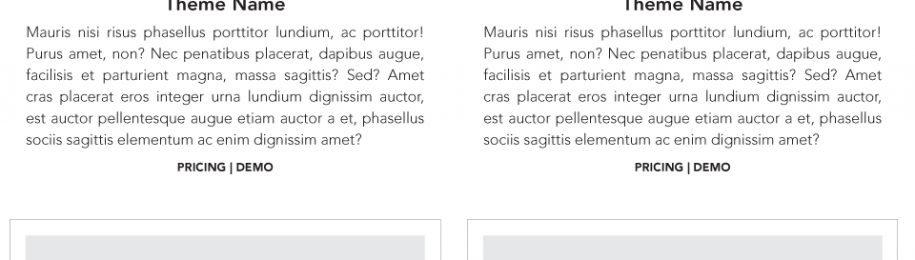 Theme Name
Mauris nisi risus phasellus porttitor lundium, ac porttitor!
Purus amet, non? Nec penatibus placerat, dapibus augue,
facilisis et parturient magna, massa sagittis? Sed? Amet
cras placerat eros integer urna lundium dignissim auctor,
est auctor pellentesque augue etiam auctor a et, phasellus
sociis sagittis elementum ac enim dignissim amet?
PRICING | DEMO
Theme Name
Mauris nisi risus phasellus porttitor lundium, ac porttitor!
Purus amet, non? Nec penatibus placerat, dapibus augue,
facilisis et parturient magna, massa sagittis? Sed? Amet
cras placerat eros integer urna lundium dignissim auctor,
est auctor pellentesque augue etiam auctor a et, phasellus
sociis sagittis elementum ac enim dignissim amet?
PRICING | DEMO